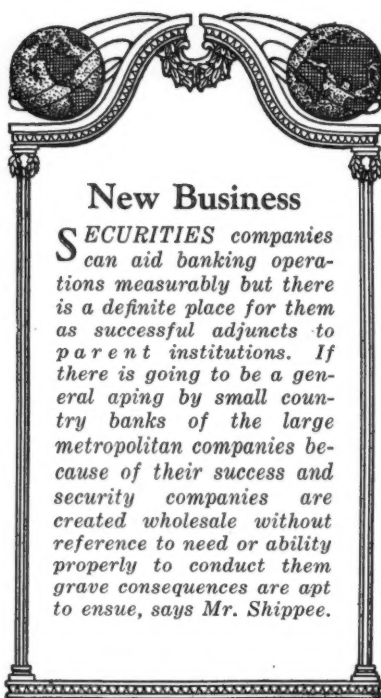 New Business
SECURITIES companies
can aid banking opera-
tions measurably but there
is a definite place for them
as successful adjuncts to
parent institutions. If
there is going to be a gen-
eral aping by small coun-
try banks of the large
metropolitan companies be-
cause of their success and
security companies are
created wholesale without
reference to need or ability
properly to conduct them
grave consequences are apt
to ensue, says Mr. Shippee.